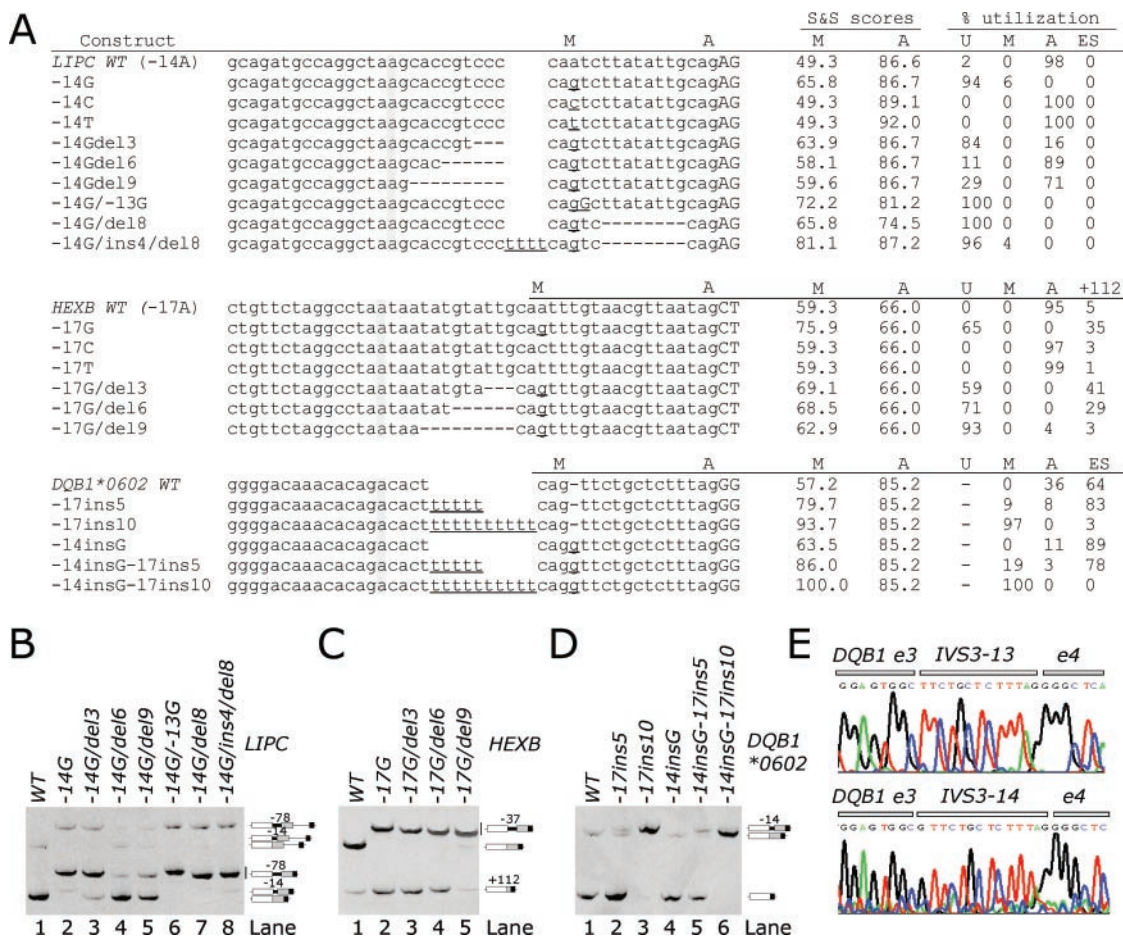 A
S&S scores % utilization
Construct M A M A U M A ES
LIPC WT (-14A) gcagatgccaggctaagcaccgtccc caatcttatattgcagAG 49.3 86.6 2 0 98 0
-14G gcagatgccaggctaagcaccgtccc cagtcttatattgcagAG 65.8 86.7 94 6 0 0
-14C gcagatgccaggctaagcaccgtccc cactcttatattgcagAG 49.3 89.1 0 0 100 0
-14T gcagatgccaggctaagcaccgtccc cattcttatattgcagAG 49.3 92.0 0 0 100 0
-14Gdel3 gcagatgccaggctaagcaccgt--- cagtcttatattgcagAG 63.9 86.7 84 0 16 0
-14Gdel6 gcagatgccaggctaagcac------ cagtcttatattgcagAG 58.1 86.7 11 0 89 0
-14Gdel9 gcagatgccaggctaag--------- cagtcttatattgcagAG 59.6 86.7 29 0 71 0
-14G/-13G gcagatgccaggctaagcaccgtccc cagGcttatattgcagAG 72.2 81.2 100 0 0 0
-14G/del8 gcagatgccaggctaagcaccgtccc cagtc--------cagAG 65.8 74.5 100 0 0 0
-14G/ins4/del8 gcagatgccaggctaagcaccgtccctttt cagtc--------cagAG 81.1 87.2 96 4 0 0
M A M A U M A +112
HEXB WT (-17A) ctgttctaggcctaataatatgtattgcaatttgtaacgttaatagCT 59.3 66.0 0 0 95 5
-17G ctgttctaggcctaataatatgtattgcagtttgtaacgttaatagCT 75.9 66.0 65 0 0 35
-17C ctgttctaggcctaataatatgtattgcactttgtaacgttaatagCT 59.3 66.0 0 0 97 3
-17T ctgttctaggcctaataatatgtattgcattttgtaacgttaatagCT 59.3 66.0 0 0 99 1
-17G/del3 ctgttctaggcctaataatatgta---cagtttgtaacgttaatagCT 69.1 66.0 59 0 0 41
-17G/del6 ctgttctaggcctaataatat------cagtttgtaacgttaatagCT 68.5 66.0 71 0 0 29
-17G/del9 ctgttctaggcctaataa---------cagtttgtaacgttaatagCT 62.9 66.0 93 0 4 3
M A M A U M A ES
DQB1*0602 WT ggggacaaacacagacact cag-ttctgctctttagGG 57.2 85.2 - 0 36 64
-17ins5 ggggacaaacacagacactttttt cag-ttctgctctttagGG 79.7 85.2 - 9 8 83
-17ins10 ggggacaaacacagacactttttttttttcag-ttctgctctttagGG 93.7 85.2 - 97 0 3
-14insG ggggacaaacacagacact caggttctgctctttagGG 63.5 85.2 - 0 11 89
-14insG-17ins5 ggggacaaacacagacactttttt caggttctgctctttagGG 86.0 85.2 - 19 3 78
-14insG-17ins10 ggggacaaacacagacactttttttttttcaggttctgctctttagGG 100.0 85.2 - 100 0 0
B
WT
-14G
-14G/del3
-14G/del6
-14G/del9
-14G/-13G
-14G/del8
-14G/ins4/del8
LIPC
-78
-14
-78
-14
1 2 3 4 5 6 7 8 Lane
C
WT
-17G
-17G/del3
-17G/del6
-17G/del9
HEXB
-37
+112
1 2 3 4 5 Lane
D
WT
-17ins5
-17ins10
-14insG
-14insG-17ins5
-14insG-17ins10
DQB1
*0602
-14
1 2 3 4 5 6 Lane
E
DQB1 e3 IVS3-13 e4
GGAGTGGCTTCTGCTCTTTAGGGGCTCA
DQB1 e3 IVS3-14 e4
GGAGTGGCGTTCTGCTCTTTAGGGGCTC